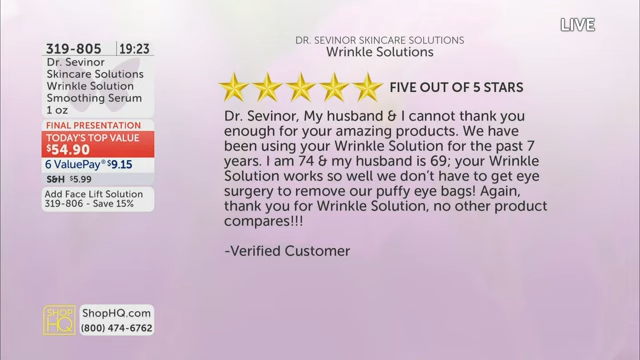 LIVE
319-805 19:23
Dr. Sevinor
Skincare Solutions
Wrinkle Solution
Smoothing Serum
1 oz
FINAL PRESENTATION
TODAY'S TOP VALUE
$54.90
6 ValuePay® $9.15
S&H $5.99
Add Face Lift Solution
319-806 - Save 15%
DR. SEVINOR SKINCARE SOLUTIONS
Wrinkle Solutions
FIVE OUT OF 5 STARS
Dr. Sevinor, My husband & I cannot thank you
enough for your amazing products. We have
been using your Wrinkle Solution for the past 7
years. I am 74 & my husband is 69; your Wrinkle
Solution works so well we don't have to get eye
surgery to remove our puffy eye bags! Again,
thank you for Wrinkle Solution, no other product
compares!!!
-Verified Customer
SHOP
HQ
ShopHQ.com
(800) 474-6762